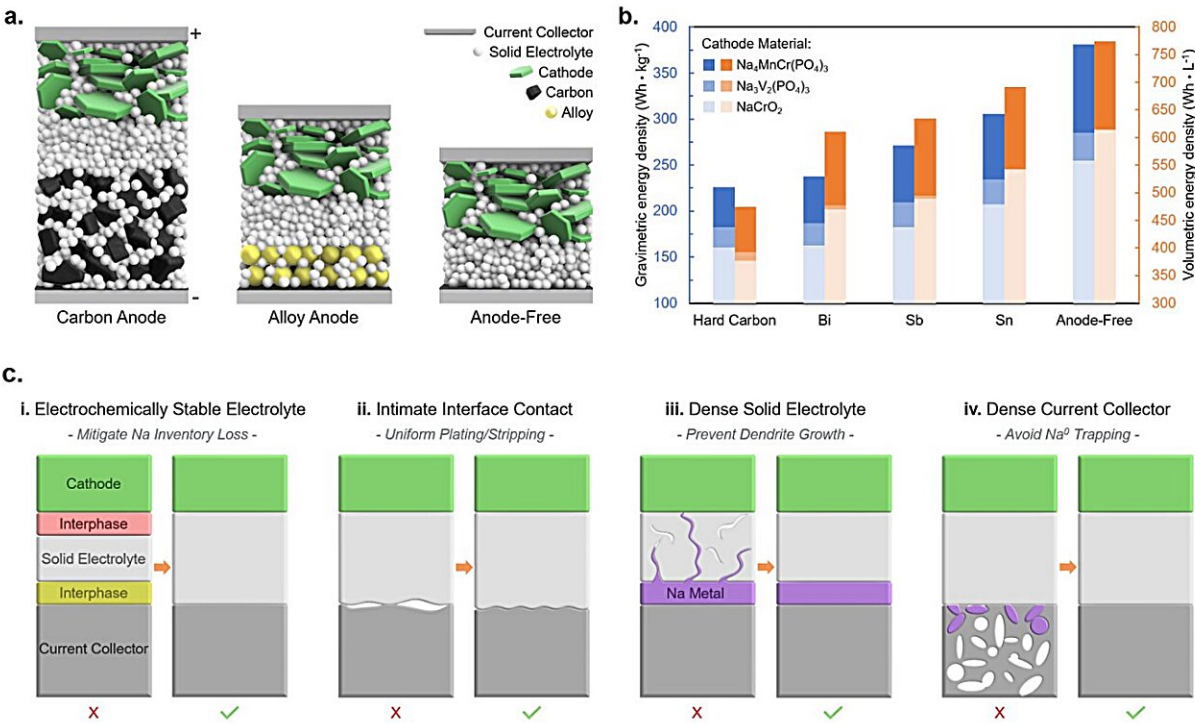 a.
+
-
Current Collector
Solid Electrolyte
Cathode
Carbon
Alloy
Carbon Anode
Alloy Anode
Anode-Free
b.
Gravimetric energy density (Wh • kg⁻¹)
400
350
300
250
200
150
100
Cathode Material:
Na₄MnCr(PO₄)₃
Na₃V₂(PO₄)₃
NaCrO₂
Hard Carbon
Bi
Sb
Sn
Anode-Free
800
750
700
650
600
550
500
450
400
350
300
Volumetric energy density (Wh • L⁻¹)
c.
i. Electrochemically Stable Electrolyte
- Mitigate Na Inventory Loss -
Cathode
Interphase
Solid Electrolyte
Interphase
Current Collector
X ✓
ii. Intimate Interface Contact
- Uniform Plating/Stripping -
X ✓
iii. Dense Solid Electrolyte
- Prevent Dendrite Growth -
Na Metal
X ✓
iv. Dense Current Collector
- Avoid Na⁰ Trapping -
X ✓